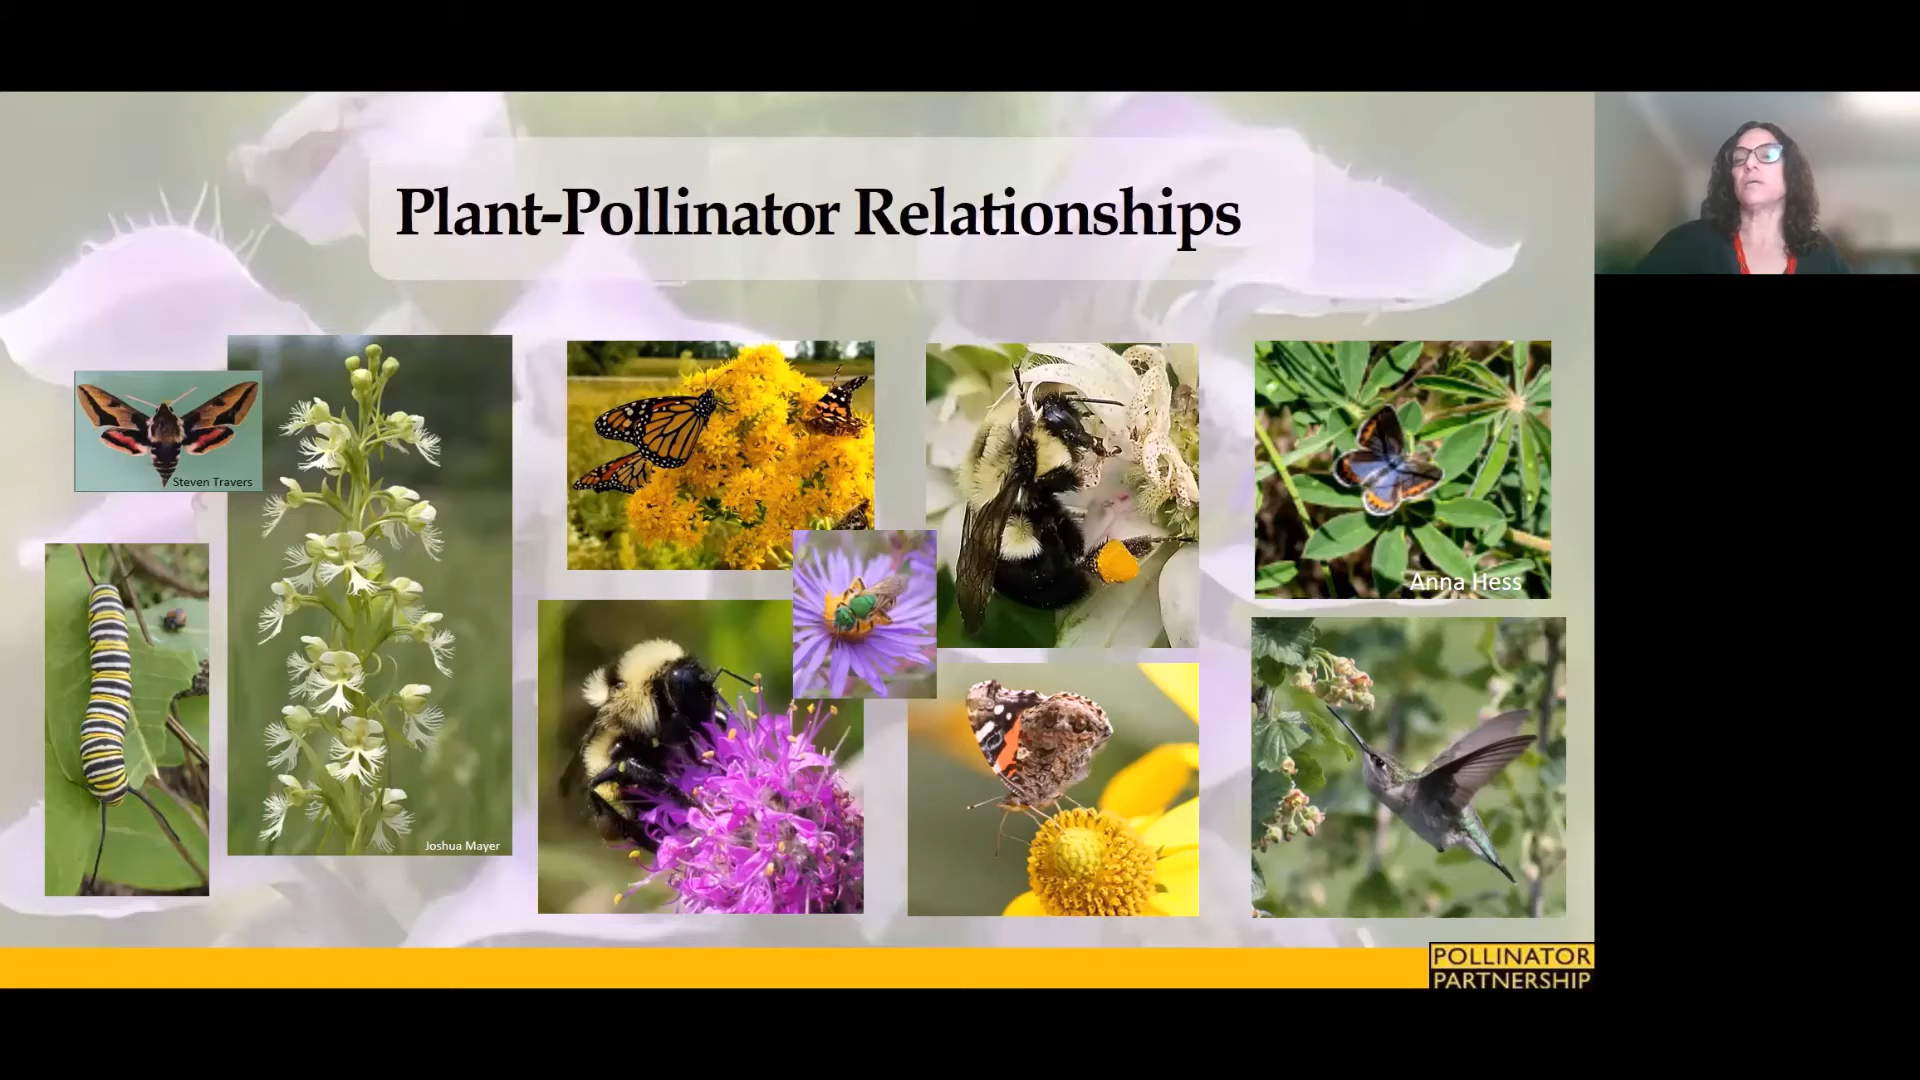 Plant-Pollinator Relationships
Steven Travers
Joshua Mayer
Anna Hess
POLLINATOR
PARTNERSHIP